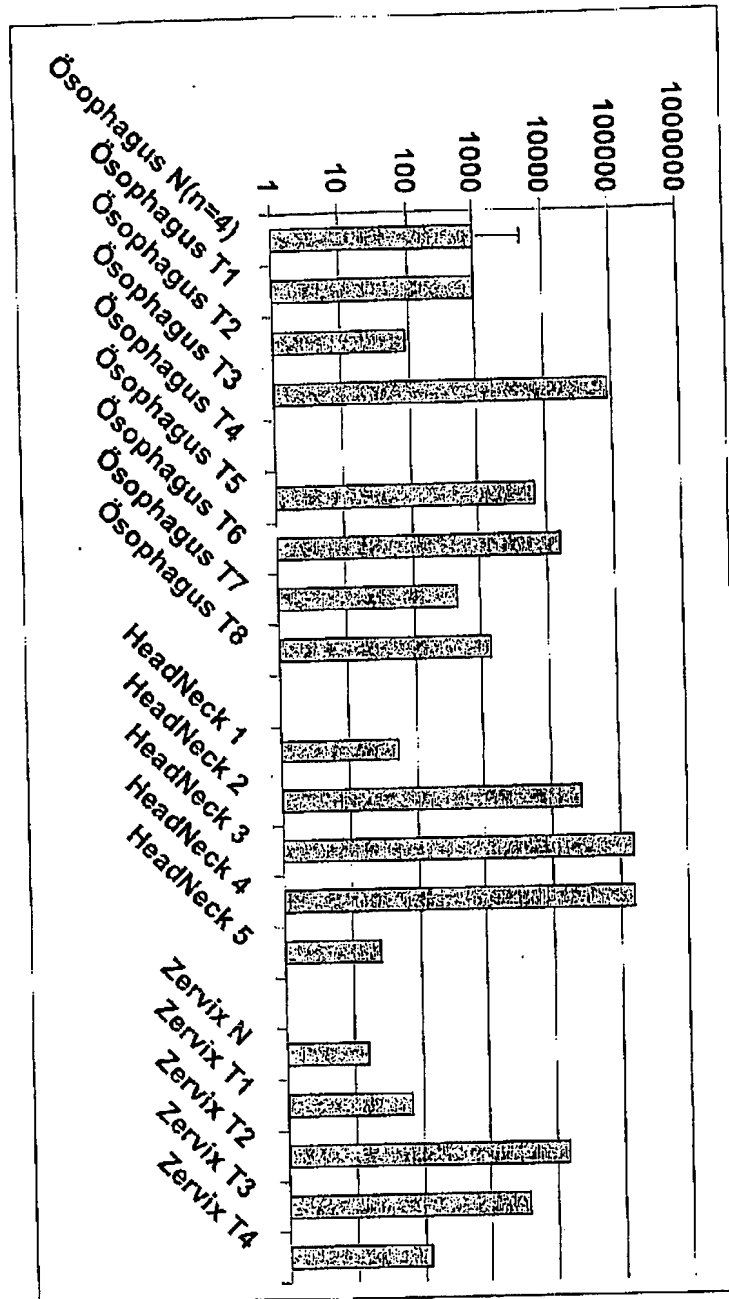 1000000
100000
10000
1000
100
10
1
Ösophagus N(n=4)
Ösophagus T1
Ösophagus T2
Ösophagus T3
Ösophagus T4
Ösophagus T5
Ösophagus T6
Ösophagus T7
Ösophagus T8
HeadNeck 1
HeadNeck 2
HeadNeck 3
HeadNeck 4
HeadNeck 5
Zervix N
Zervix T1
Zervix T2
Zervix T3
Zervix T4